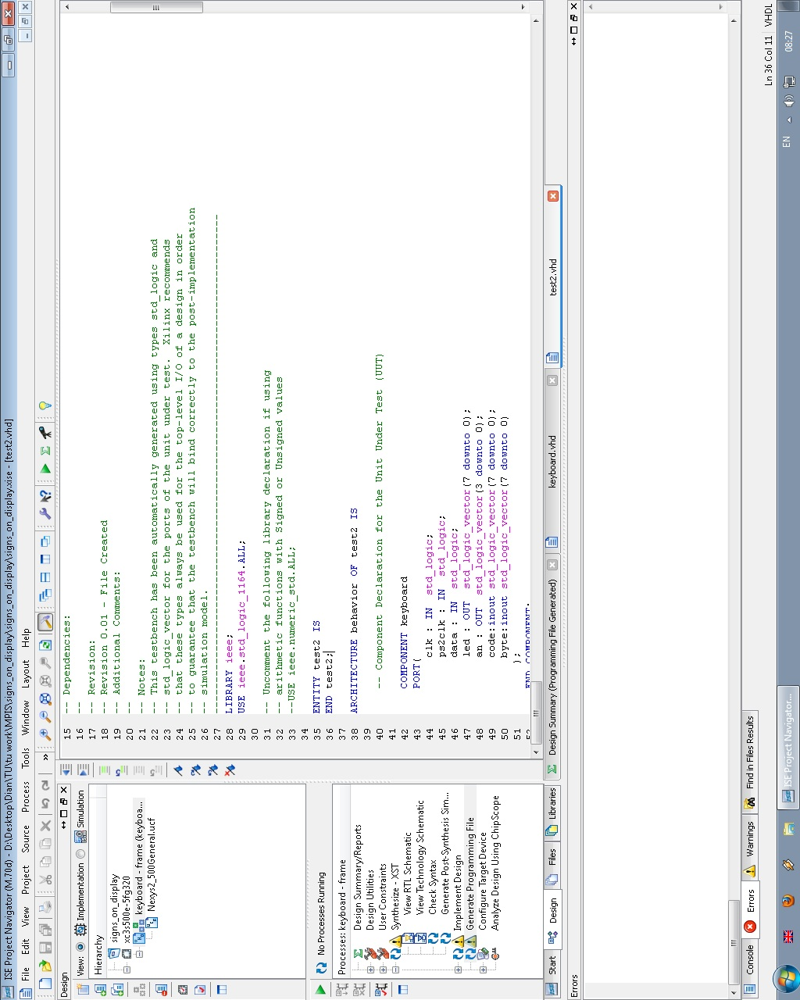 ISE Project Navigator (M.70d) - D:\Desktop\Dian\TU\tu work\MPIS\signs_on_display\signs_on_display.xise - [test2.vhd]
File Edit View Project Source Process Tools Window Layout Help
»
Design
View: Implementation Simulation
Hierarchy
signs_on_display
xc3s500e-5fg320
keyboard - frame (keyboa...
Nexys2_500General.ucf
No Processes Running
Processes: keyboard - frame
Design Summary/Reports
Design Utilities
User Constraints
Synthesize - XST
View RTL Schematic
View Technology Schematic
Check Syntax
Generate Post-Synthesis Sim...
Implement Design
Generate Programming File
Configure Target Device
Analyze Design Using ChipScope
Start Design Files Libraries
15 -- Dependencies:
16 --
17 -- Revision:
18 -- Revision 0.01 - File Created
19 -- Additional Comments:
20 --
21 -- Notes:
22 -- This testbench has been automatically generated using types std_logic and
23 -- std_logic_vector for the ports of the unit under test.  Xilinx recommends
24 -- that these types always be used for the top-level I/O of a design in order
25 -- to guarantee that the testbench will bind correctly to the post-implementation
26 -- simulation model.
27 --------------------------------------------------------------------------------
28 LIBRARY ieee;
29 USE ieee.std_logic_1164.ALL;
30
31 -- Uncomment the following library declaration if using
32 -- arithmetic functions with Signed or Unsigned values
33 --USE ieee.numeric_std.ALL;
34
35 ENTITY test2 IS
36 END test2;
37
38 ARCHITECTURE behavior OF test2 IS
39
40 -- Component Declaration for the Unit Under Test (UUT)
41
42 COMPONENT keyboard
43 PORT(
44 clk : IN  std_logic;
45 ps2clk : IN  std_logic;
46 data : IN  std_logic;
47 led : OUT  std_logic_vector(7 downto 0);
48 an : OUT  std_logic_vector(3 downto 0);
49 code:inout std_logic_vector(7 downto 0);
50 byte:inout std_logic_vector(7 downto 0)
51 );
52 END COMPONENT;
Design Summary (Programming File Generated) keyboard.vhd test2.vhd
Errors
Console Errors Warnings Find in Files Results
Ln 36 Col 11 VHDL
ISE Project Navigator... EN 08:27